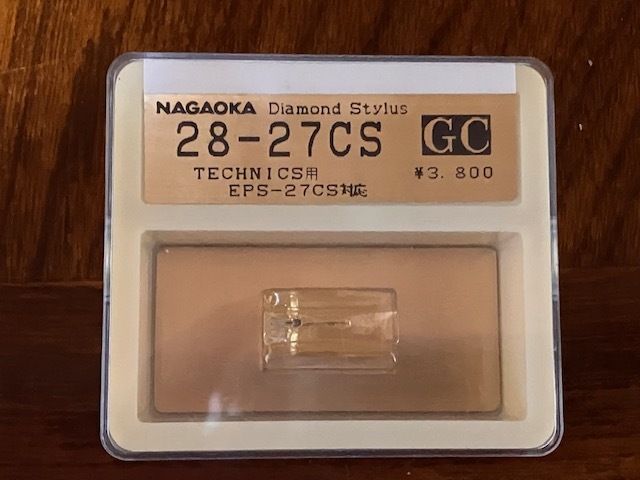 NAGAOKA Diamond Stylus
28-27CS GC
TECHNICS用 ¥3.800
EPS-27CS対応